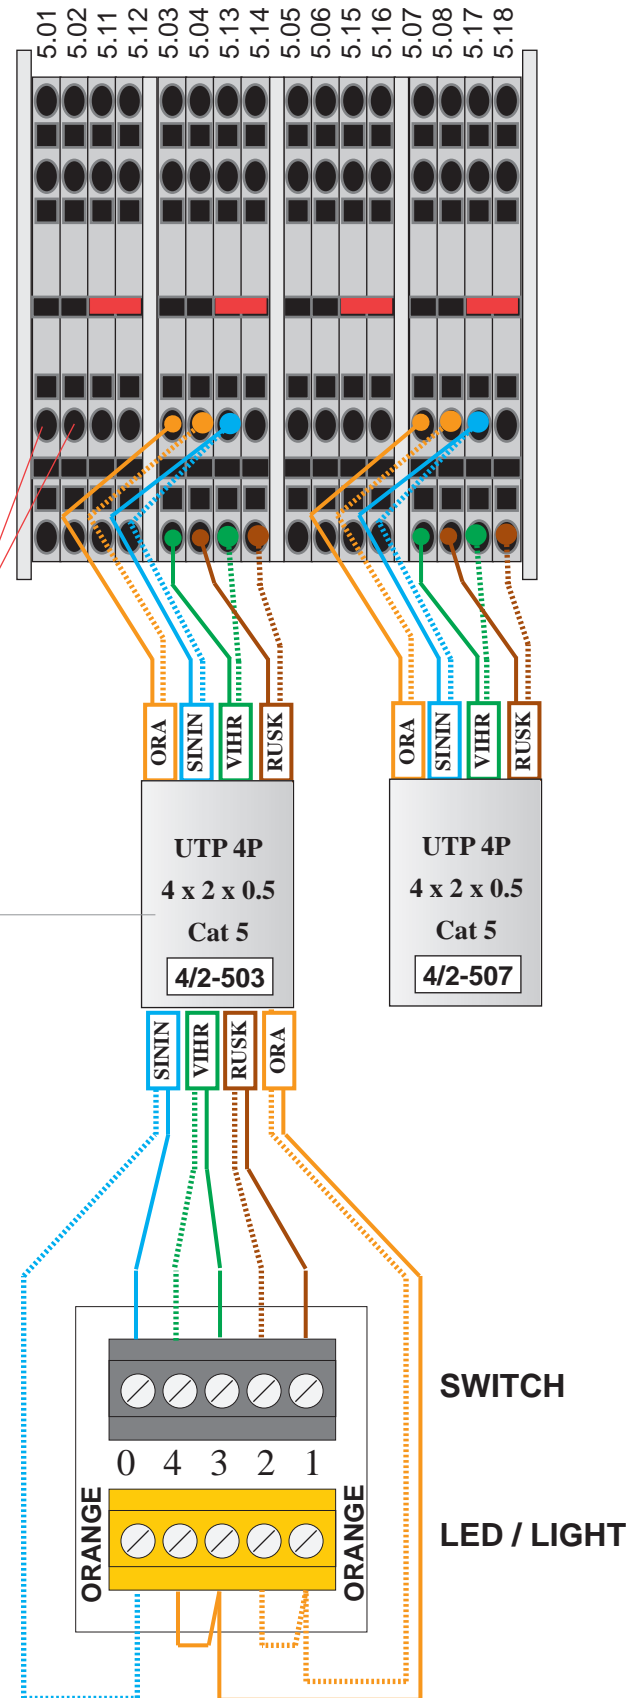 5.01 5.02 5.11 5.12 5.03 5.04 5.13 5.14 5.05 5.06 5.15 5.16 5.07 5.08 5.17 5.18
ORA SININ VIHR RUSK
ORA SININ VIHR RUSK
UTP 4P
4 x 2 x 0.5
Cat 5
4/2-503
UTP 4P
4 x 2 x 0.5
Cat 5
4/2-507
SININ VIHR RUSK ORA
SWITCH
0 4 3 2 1
ORANGE
ORANGE
LED / LIGHT